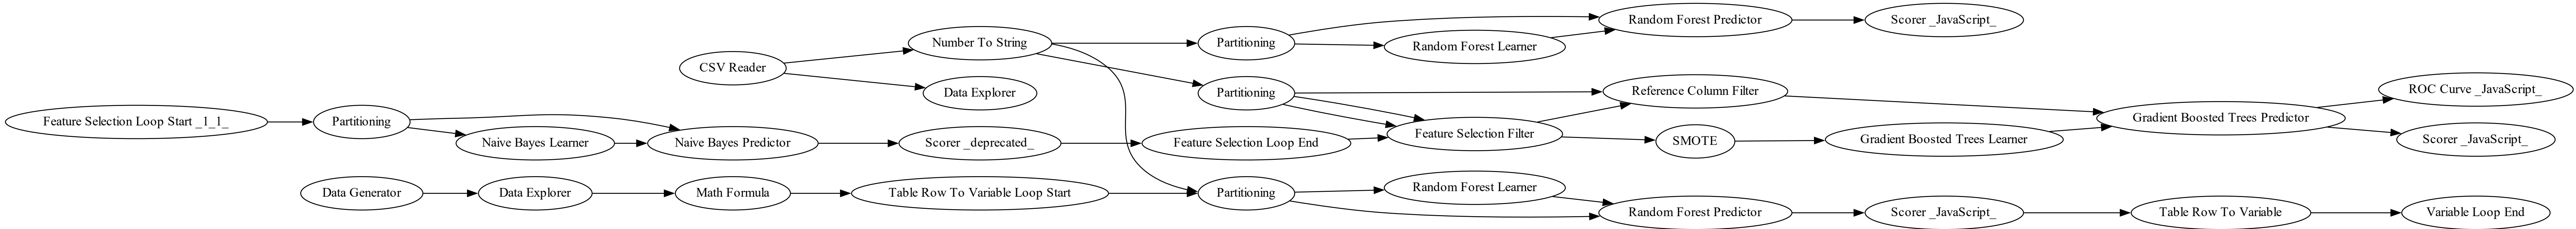 Random Forest Predictor
Scorer _JavaScript_
Number To String
Partitioning
Random Forest Learner
CSV Reader
Data Explorer
Partitioning
Reference Column Filter
ROC Curve _JavaScript_
Feature Selection Loop Start _1_1_
Partitioning
Gradient Boosted Trees Predictor
Feature Selection Filter
Naive Bayes Learner
Naive Bayes Predictor
Scorer _deprecated_
Feature Selection Loop End
SMOTE
Gradient Boosted Trees Learner
Scorer _JavaScript_
Data Generator
Data Explorer
Math Formula
Table Row To Variable Loop Start
Partitioning
Random Forest Learner
Random Forest Predictor
Scorer _JavaScript_
Table Row To Variable
Variable Loop End